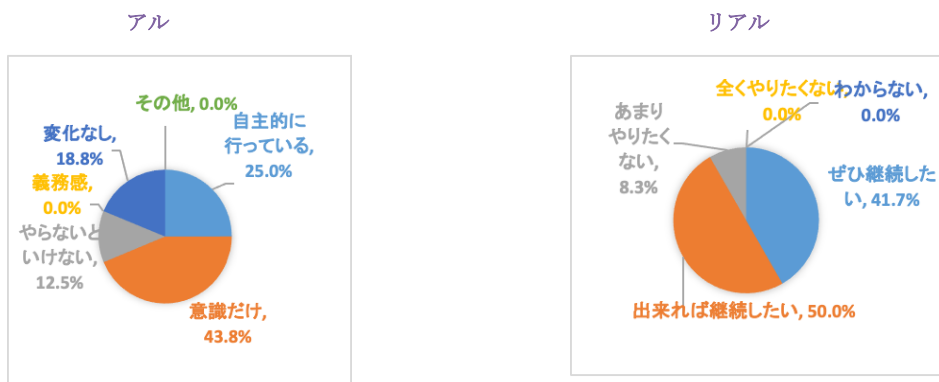 アル
リアル
その他, 0.0%
自主的に
行っている,
25.0%
変化なし,
18.8%
義務感,
0.0%
やらないと
いけない,
12.5%
意識だけ,
43.8%
全くやりたくない,
0.0%
わからない,
0.0%
あまり
やりたく
ない,
8.3%
ぜひ継続した
い, 41.7%
出来れば継続したい, 50.0%